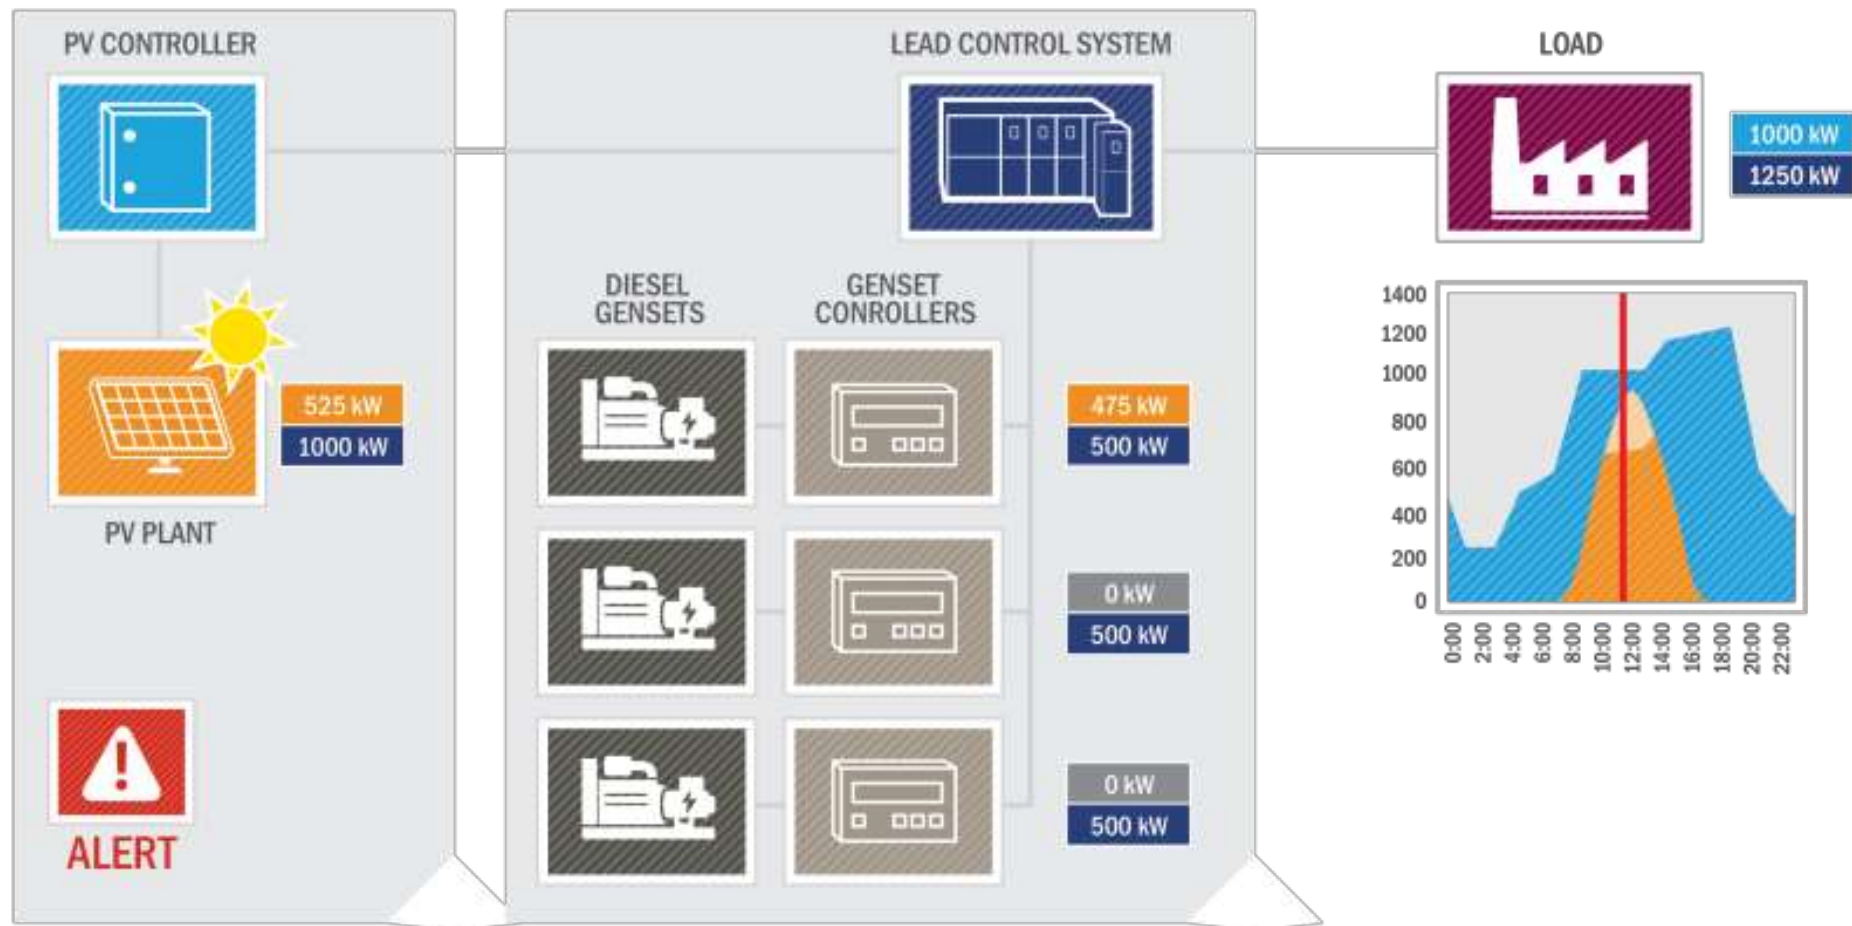 PV CONTROLLER
LEAD CONTROL SYSTEM
LOAD
1000 kW
1250 kW
DIESEL
GENSETS
GENSET
CONROLLERS
525 kW
1000 kW
PV PLANT
475 kW
500 kW
0 kW
500 kW
0 kW
500 kW
ALERT
1400
1200
1000
800
600
400
200
0
0:00
2:00
4:00
6:00
8:00
10:00
12:00
14:00
16:00
18:00
20:00
22:00